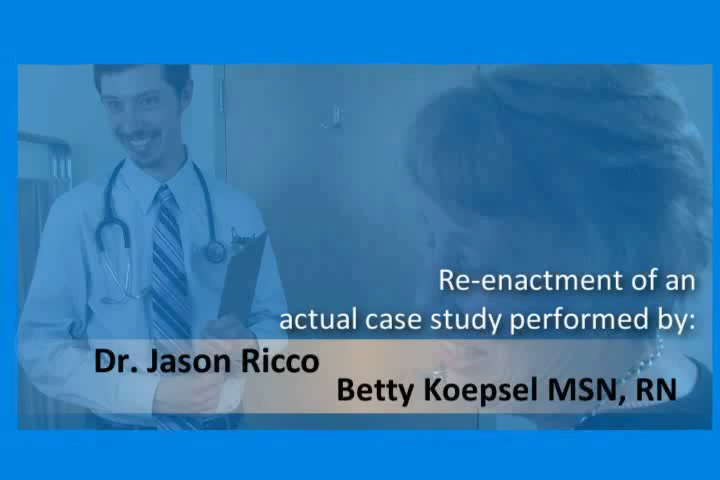 Re-enactment of an
actual case study performed by:
Dr. Jason Ricco
Betty Koepsel MSN, RN